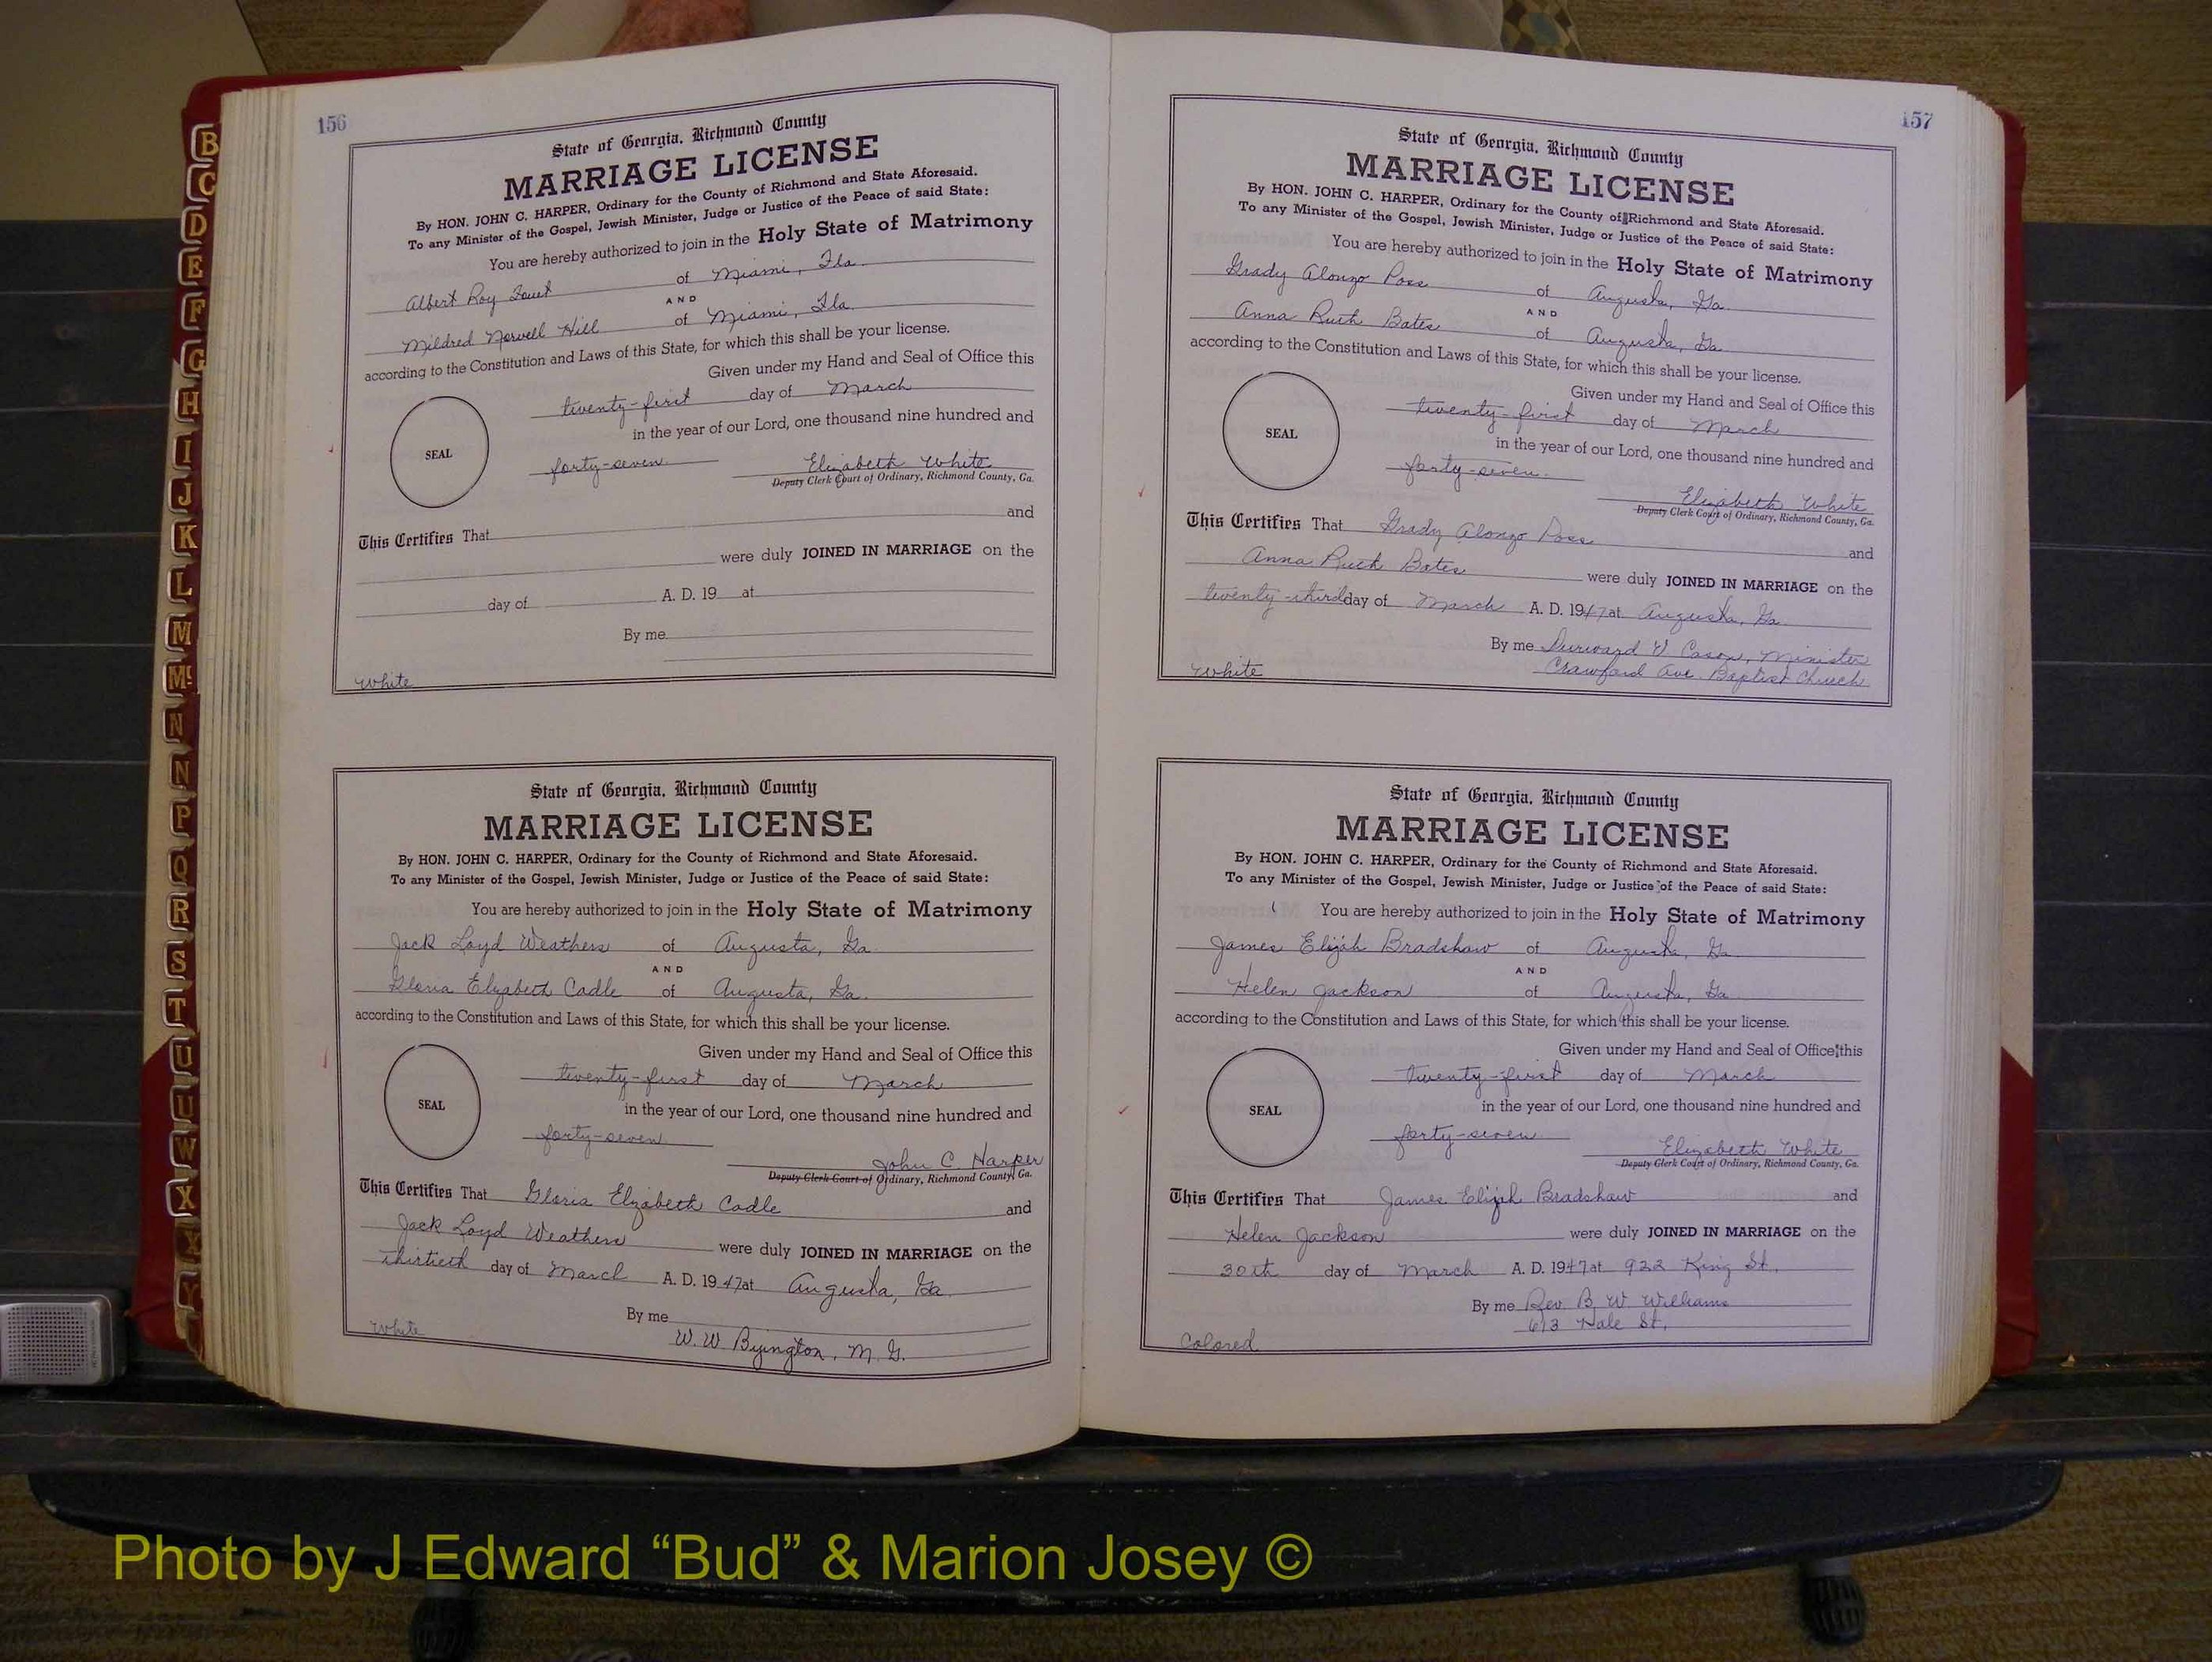 B
C
D
E
F
G
H
I
J
K
L
M
Mc
N
N
P
Q
R
S
T
U
U
W
X
Y
156
State of Georgia, Richmond County
MARRIAGE LICENSE
By HON. JOHN C. HARPER, Ordinary for the County of Richmond and State Aforesaid.
To any Minister of the Gospel, Jewish Minister, Judge or Justice of the Peace of said State:
You are hereby authorized to join in the Holy State of Matrimony
Albert Roy of Miami, Fla.
AND
Mildred Norvell Hill of Miami, Fla.
according to the Constitution and Laws of this State, for which this shall be your license.
Given under my Hand and Seal of Office this
twenty-first day of March
in the year of our Lord, one thousand nine hundred and
SEAL
forty-seven Elizabeth White
Deputy Clerk Court of Ordinary, Richmond County, Ga.
This Certifies That and
were duly JOINED IN MARRIAGE on the
day of A. D. 19 at
By me
White
State of Georgia, Richmond County
MARRIAGE LICENSE
By HON. JOHN C. HARPER, Ordinary for the County of Richmond and State Aforesaid.
To any Minister of the Gospel, Jewish Minister, Judge or Justice of the Peace of said State:
You are hereby authorized to join in the Holy State of Matrimony
Jack Loyd Weathers of Augusta, Ga.
AND
Gloria Elizabeth Cadle of Augusta, Ga.
according to the Constitution and Laws of this State, for which this shall be your license.
Given under my Hand and Seal of Office this
twenty-first day of March
SEAL
in the year of our Lord, one thousand nine hundred and
forty-seven
John C. Harper
Deputy Clerk Court of Ordinary, Richmond County, Ga.
This Certifies That Gloria Elizabeth Cadle and
Jack Loyd Weathers were duly JOINED IN MARRIAGE on the
thirtieth day of March A. D. 1947 at Augusta, Ga.
By me
W. W. Byington, M. G.
White
157
State of Georgia, Richmond County
MARRIAGE LICENSE
By HON. JOHN C. HARPER, Ordinary for the County of Richmond and State Aforesaid.
To any Minister of the Gospel, Jewish Minister, Judge or Justice of the Peace of said State:
You are hereby authorized to join in the Holy State of Matrimony
Grady Alonzo Poss of Augusta, Ga.
AND
Anna Ruth Bates of Augusta, Ga.
according to the Constitution and Laws of this State, for which this shall be your license.
Given under my Hand and Seal of Office this
twenty-first day of March
SEAL
in the year of our Lord, one thousand nine hundred and
forty-seven
Elizabeth White
Deputy Clerk Court of Ordinary, Richmond County, Ga.
This Certifies That Grady Alonzo Poss and
Anna Ruth Bates were duly JOINED IN MARRIAGE on the
twenty-third day of March A. D. 1947 at Augusta, Ga.
By me Durward V. Cason, Minister
Crawford Ave. Baptist Church
White
State of Georgia, Richmond County
MARRIAGE LICENSE
By HON. JOHN C. HARPER, Ordinary for the County of Richmond and State Aforesaid.
To any Minister of the Gospel, Jewish Minister, Judge or Justice of the Peace of said State:
You are hereby authorized to join in the Holy State of Matrimony
James Elijah Bradshaw of Augusta, Ga.
AND
Helen Jackson of Augusta, Ga.
according to the Constitution and Laws of this State, for which this shall be your license.
Given under my Hand and Seal of Office this
twenty-first day of March
SEAL
in the year of our Lord, one thousand nine hundred and
forty-seven
Elizabeth White
Deputy Clerk Court of Ordinary, Richmond County, Ga.
This Certifies That James Elijah Bradshaw and
Helen Jackson were duly JOINED IN MARRIAGE on the
30th day of March A. D. 1947 at 922 King St.
By me Rev. B. W. Williams
613 Hale St.
Colored
Photo by J Edward “Bud” & Marion Josey ©